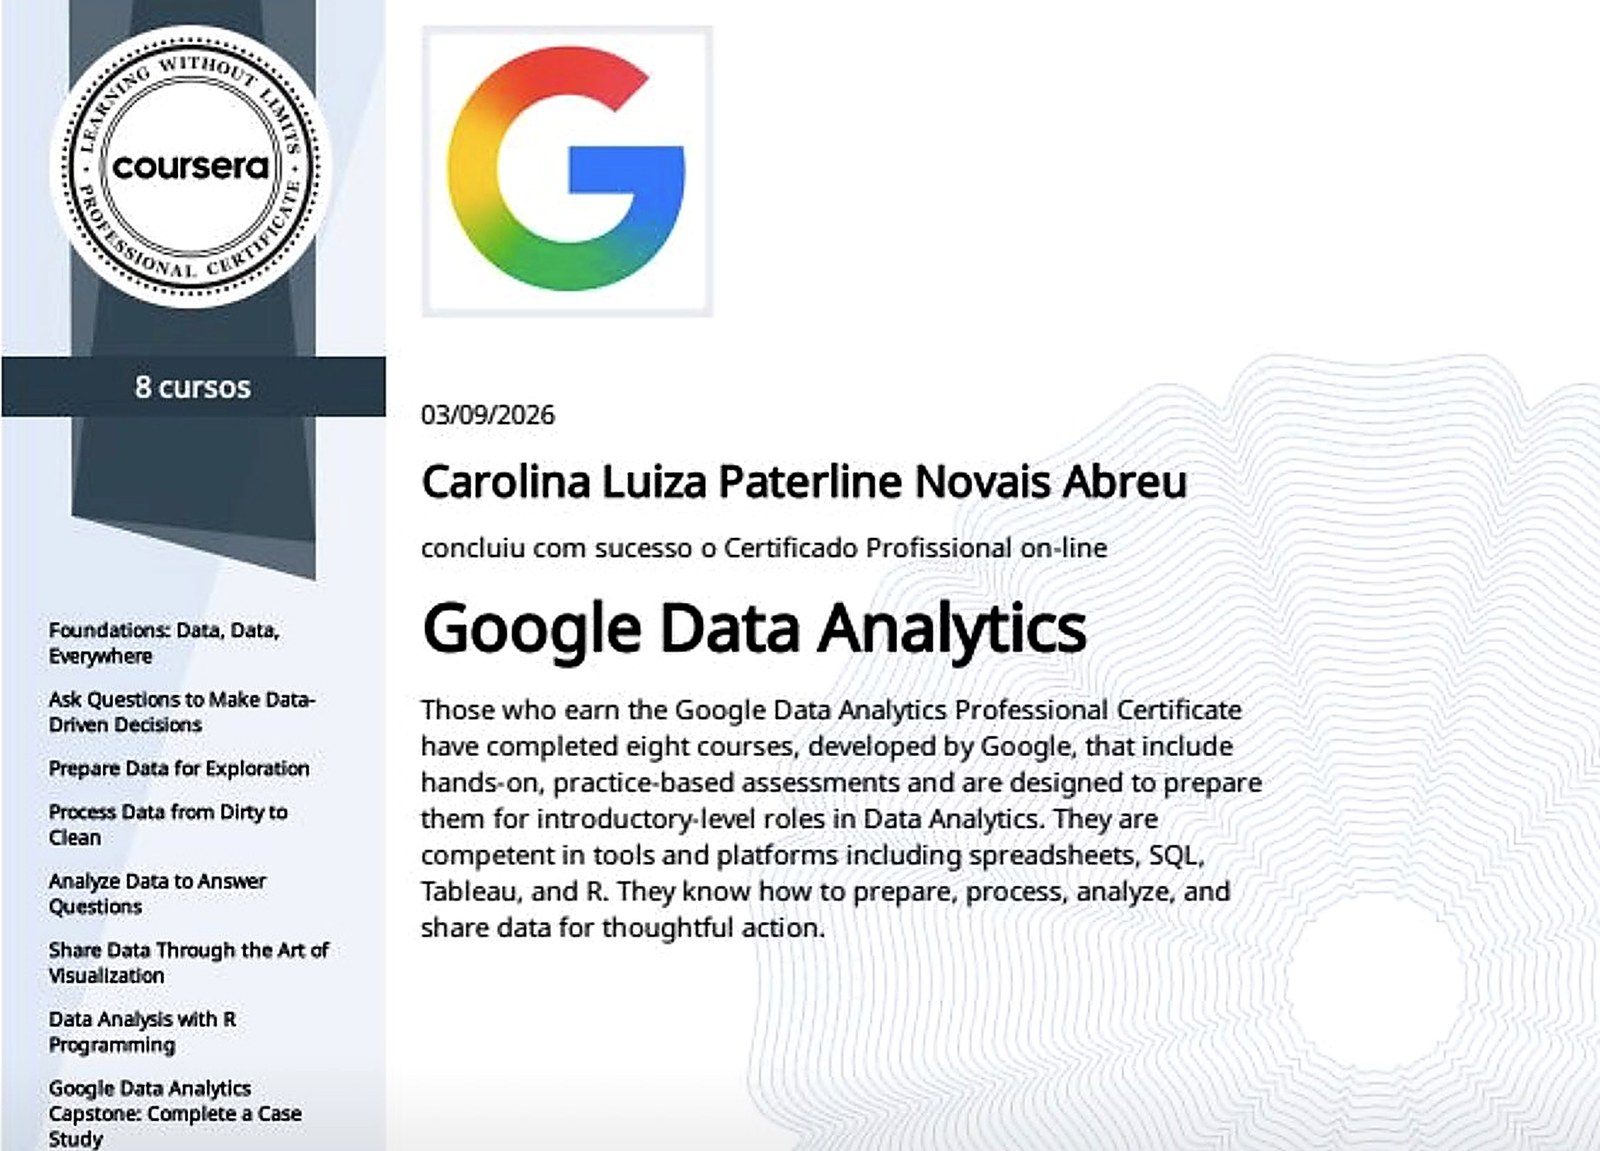 LEARNING WITHOUT LIMITS
coursera
PROFESSIONAL CERTIFICATE
8 cursos
Foundations: Data, Data,
Everywhere
Ask Questions to Make Data-
Driven Decisions
Prepare Data for Exploration
Process Data from Dirty to
Clean
Analyze Data to Answer
Questions
Share Data Through the Art of
Visualization
Data Analysis with R
Programming
Google Data Analytics
Capstone: Complete a Case
Study
G
03/09/2026
Carolina Luiza Paterline Novais Abreu
concluiu com sucesso o Certificado Profissional on-line
Google Data Analytics
Those who earn the Google Data Analytics Professional Certificate
have completed eight courses, developed by Google, that include
hands-on, practice-based assessments and are designed to prepare
them for introductory-level roles in Data Analytics. They are
competent in tools and platforms including spreadsheets, SQL,
Tableau, and R. They know how to prepare, process, analyze, and
share data for thoughtful action.